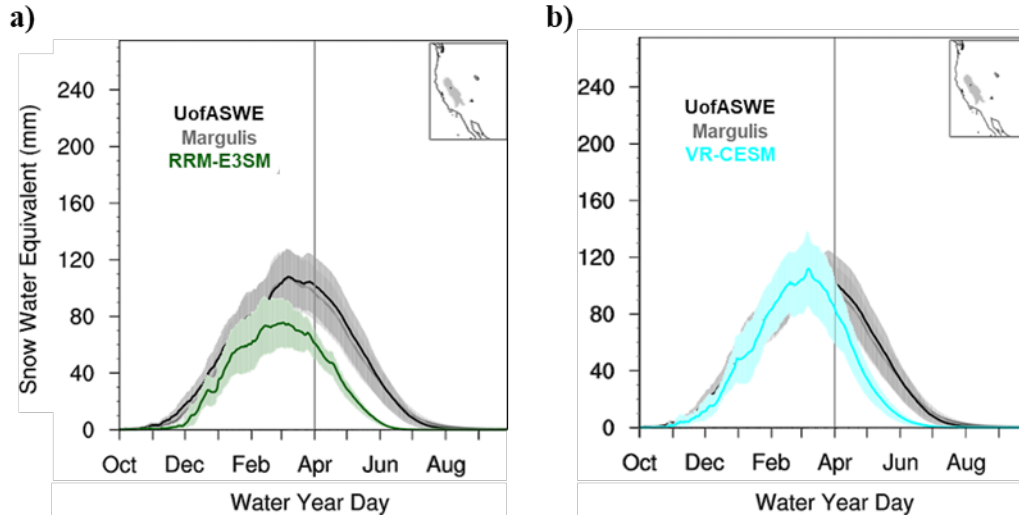 a)
Snow Water Equivalent (mm)
240
200
160
120
80
40
0
UofASWE
Margulis
RRM-E3SM
Oct Dec Feb Apr Jun Aug
Water Year Day
b)
240
200
160
120
80
40
0
UofASWE
Margulis
VR-CESM
Oct Dec Feb Apr Jun Aug
Water Year Day